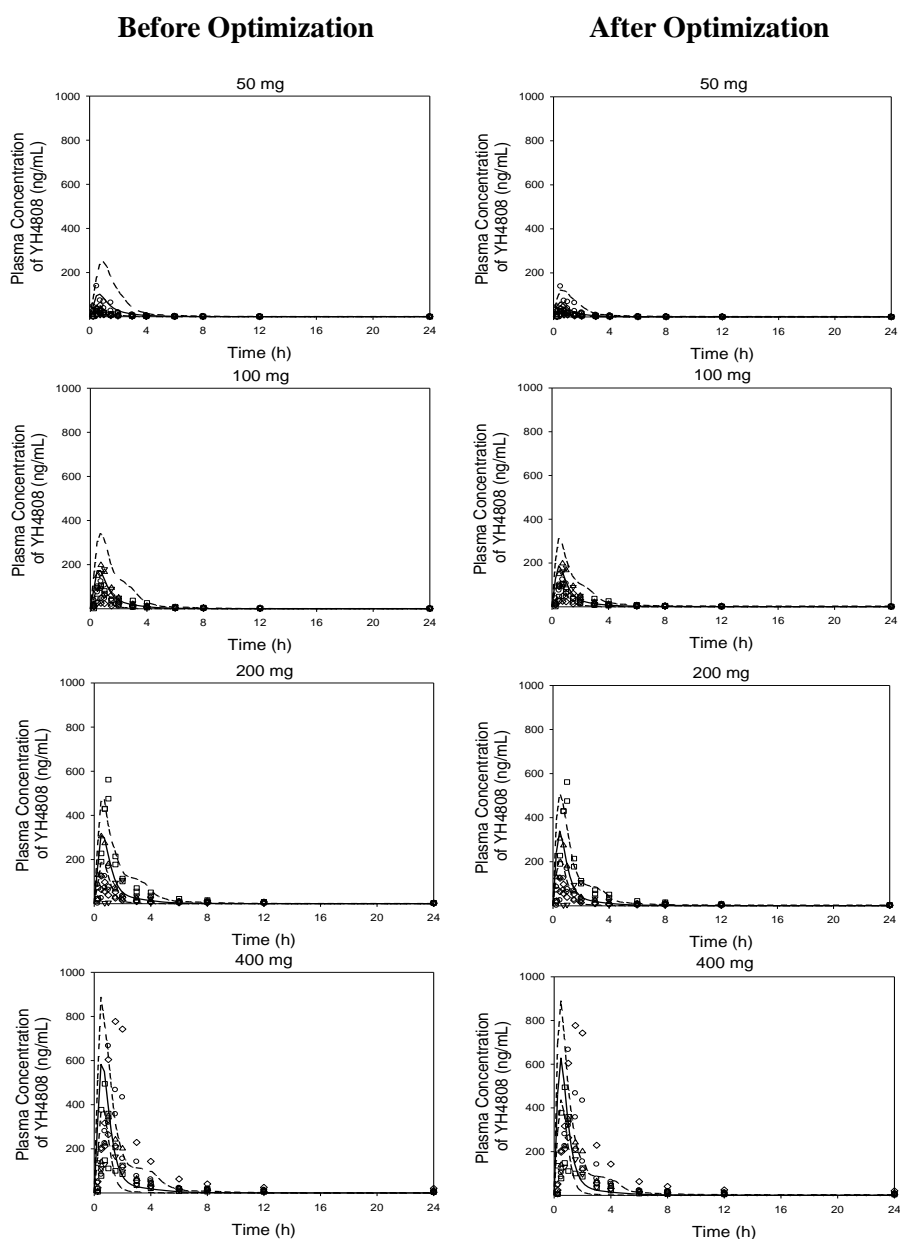 Before Optimization After Optimization
50 mg 50 mg
Plasma Concentration
of YH4808 (ng/mL)
1000
800
600
400
200
0 4 8 12 16 20 24
Time (h)
Plasma Concentration
of YH4808 (ng/mL)
1000
800
600
400
200
0 4 8 12 16 20 24
Time (h)
100 mg 100 mg
Plasma Concentration
of YH4808 (ng/mL)
1000
800
600
400
200
0 4 8 12 16 20 24
Time (h)
Plasma Concentration
of YH4808 (ng/mL)
1000
800
600
400
200
0 4 8 12 16 20 24
Time (h)
200 mg 200 mg
Plasma Concentration
of YH4808 (ng/mL)
1000
800
600
400
200
0 4 8 12 16 20 24
Time (h)
Plasma Concentration
of YH4808 (ng/mL)
1000
800
600
400
200
0 4 8 12 16 20 24
Time (h)
400 mg 400 mg
Plasma Concentration
of YH4808 (ng/mL)
1000
800
600
400
200
0 4 8 12 16 20 24
Time (h)
Plasma Concentration
of YH4808 (ng/mL)
1000
800
600
400
200
0 4 8 12 16 20 24
Time (h)